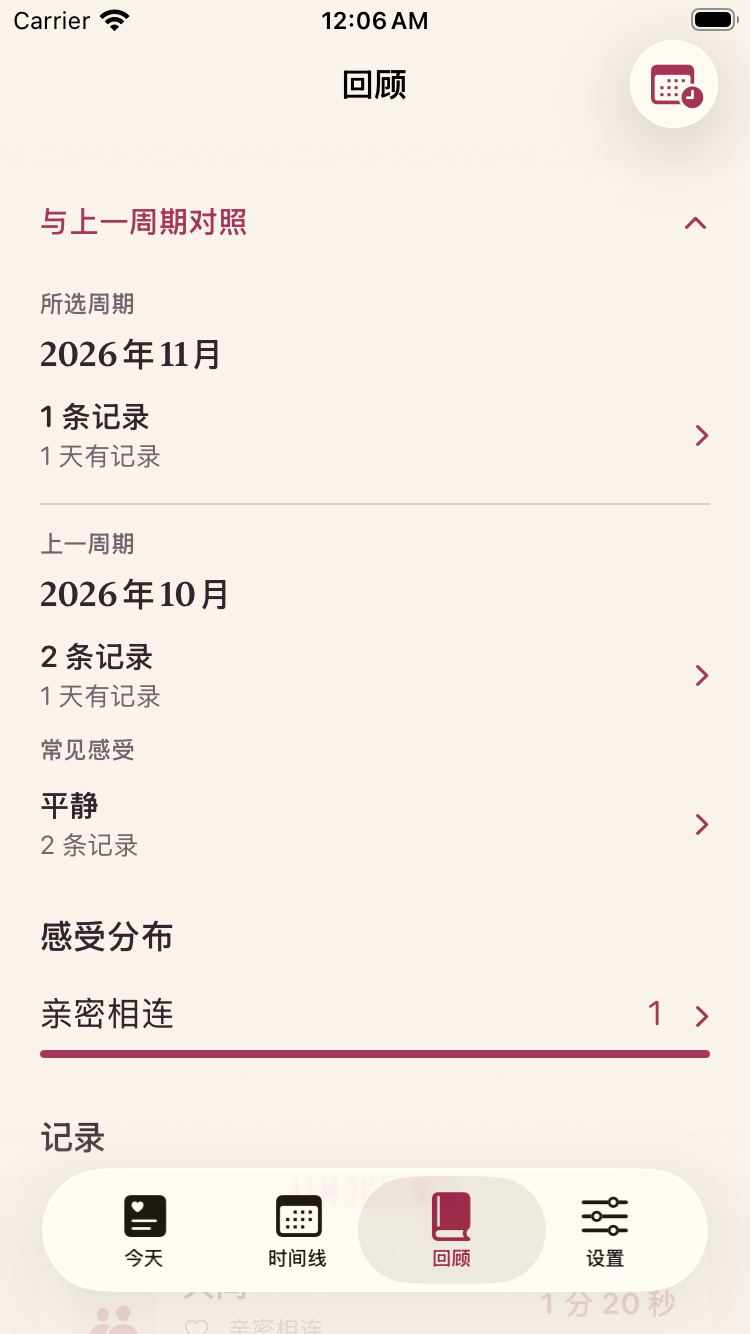 Carrier 12:06 AM
回顾
与上一周期对照
所选周期
2026年11月
1 条记录
1 天有记录
上一周期
2026年10月
2 条记录
1 天有记录
常见感受
平静
2 条记录
感受分布
亲密相连 1
记录
今天 时间线 回顾 设置
1 分 20 秒
亲密相连